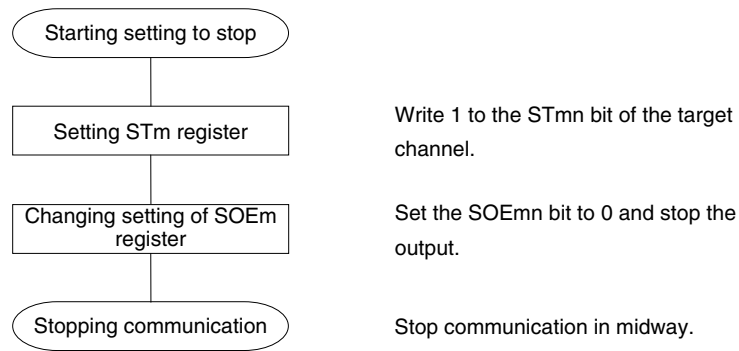 Starting setting to stop
Setting STm register
Write 1 to the STmn bit of the target
channel.
Changing setting of SOEm
register
Set the SOEmn bit to 0 and stop the
output.
Stopping communication
Stop communication in midway.